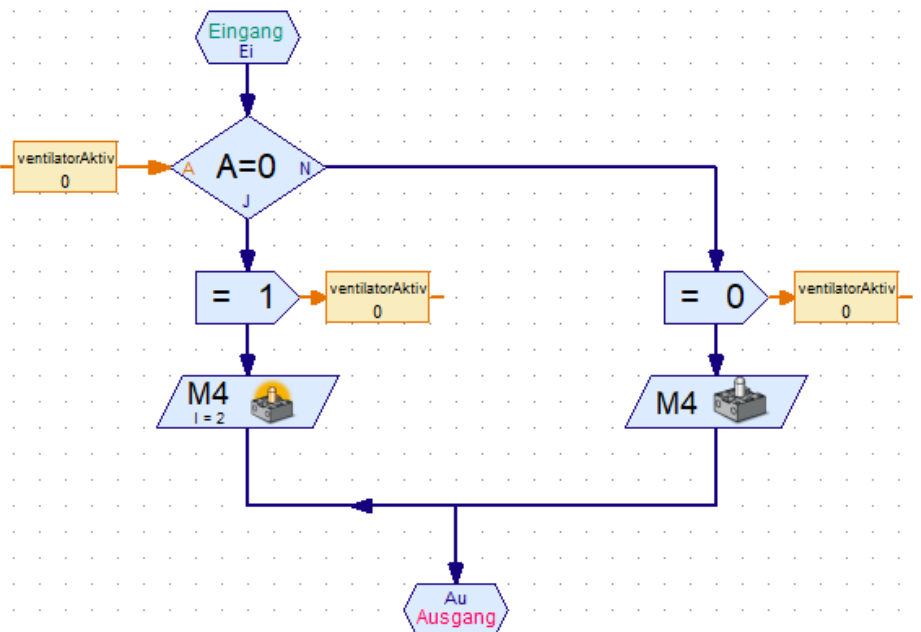 Eingang
Ei
ventilatorAktiv
0
A
A=0
N
J
= 1
ventilatorAktiv
0
= 0
ventilatorAktiv
0
M4
I = 2
M4
Au
Ausgang